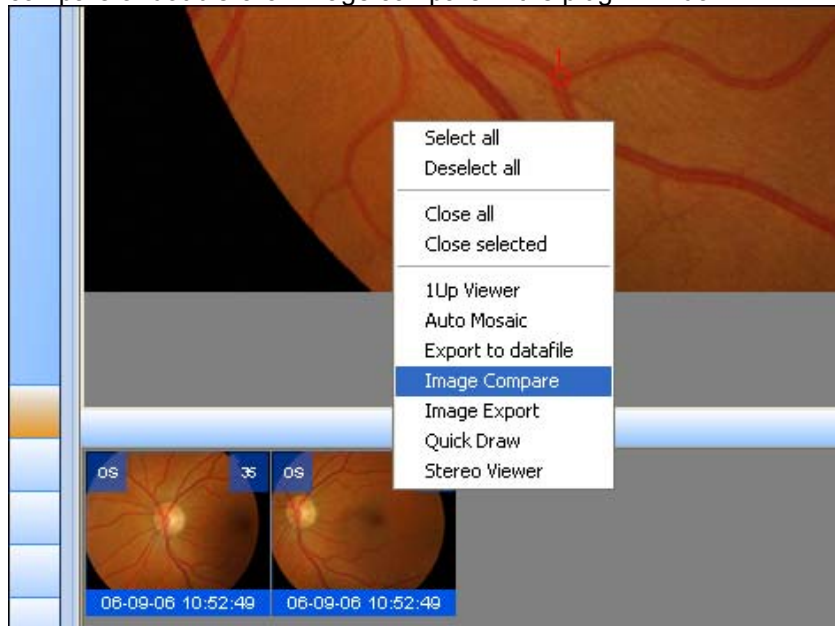 Select all
Deselect all
Close all
Close selected
1Up Viewer
Auto Mosaic
Export to datafile
Image Compare
Image Export
Quick Draw
Stereo Viewer
OS 35 OS
06-09-06 10:52:49 06-09-06 10:52:49